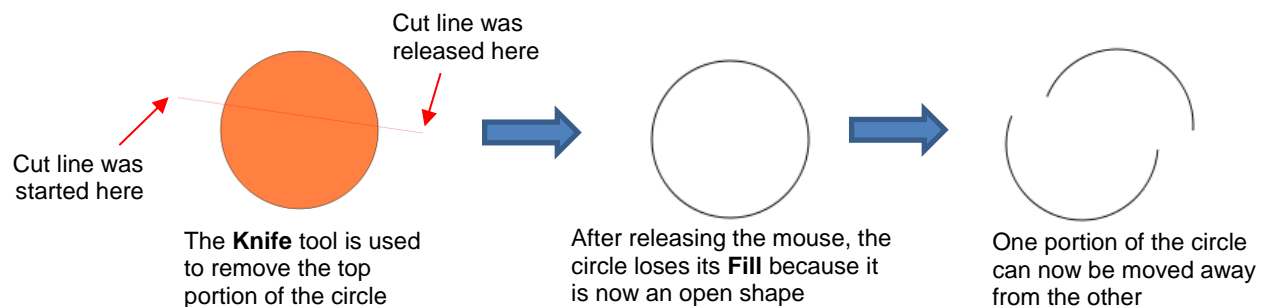 Cut line was
released here
Cut line was
started here
The Knife tool is used
to remove the top
portion of the circle
After releasing the mouse, the
circle loses its Fill because it
is now an open shape
One portion of the circle
can now be moved away
from the other